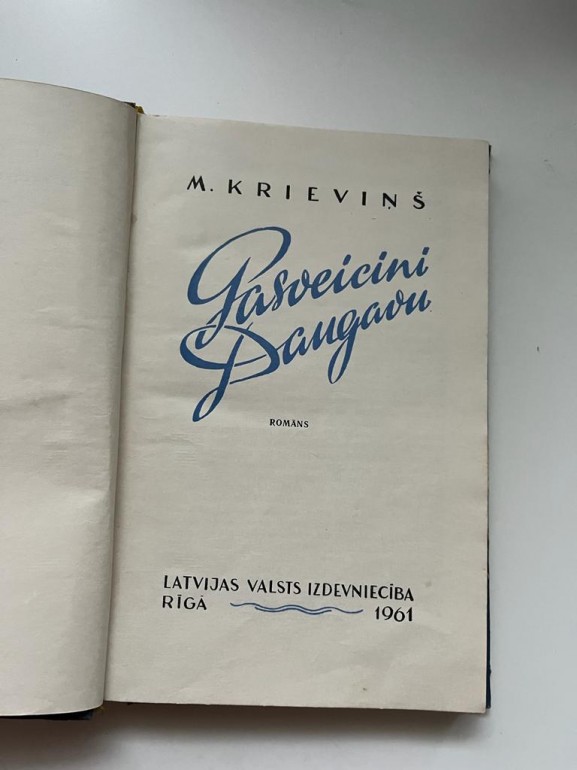 M. KRIEVIŅŠ
Pasveicini
Daugavu
ROMĀNS
LATVIJAS VALSTS IZDEVNIECĪBA
RĪGĀ 1961